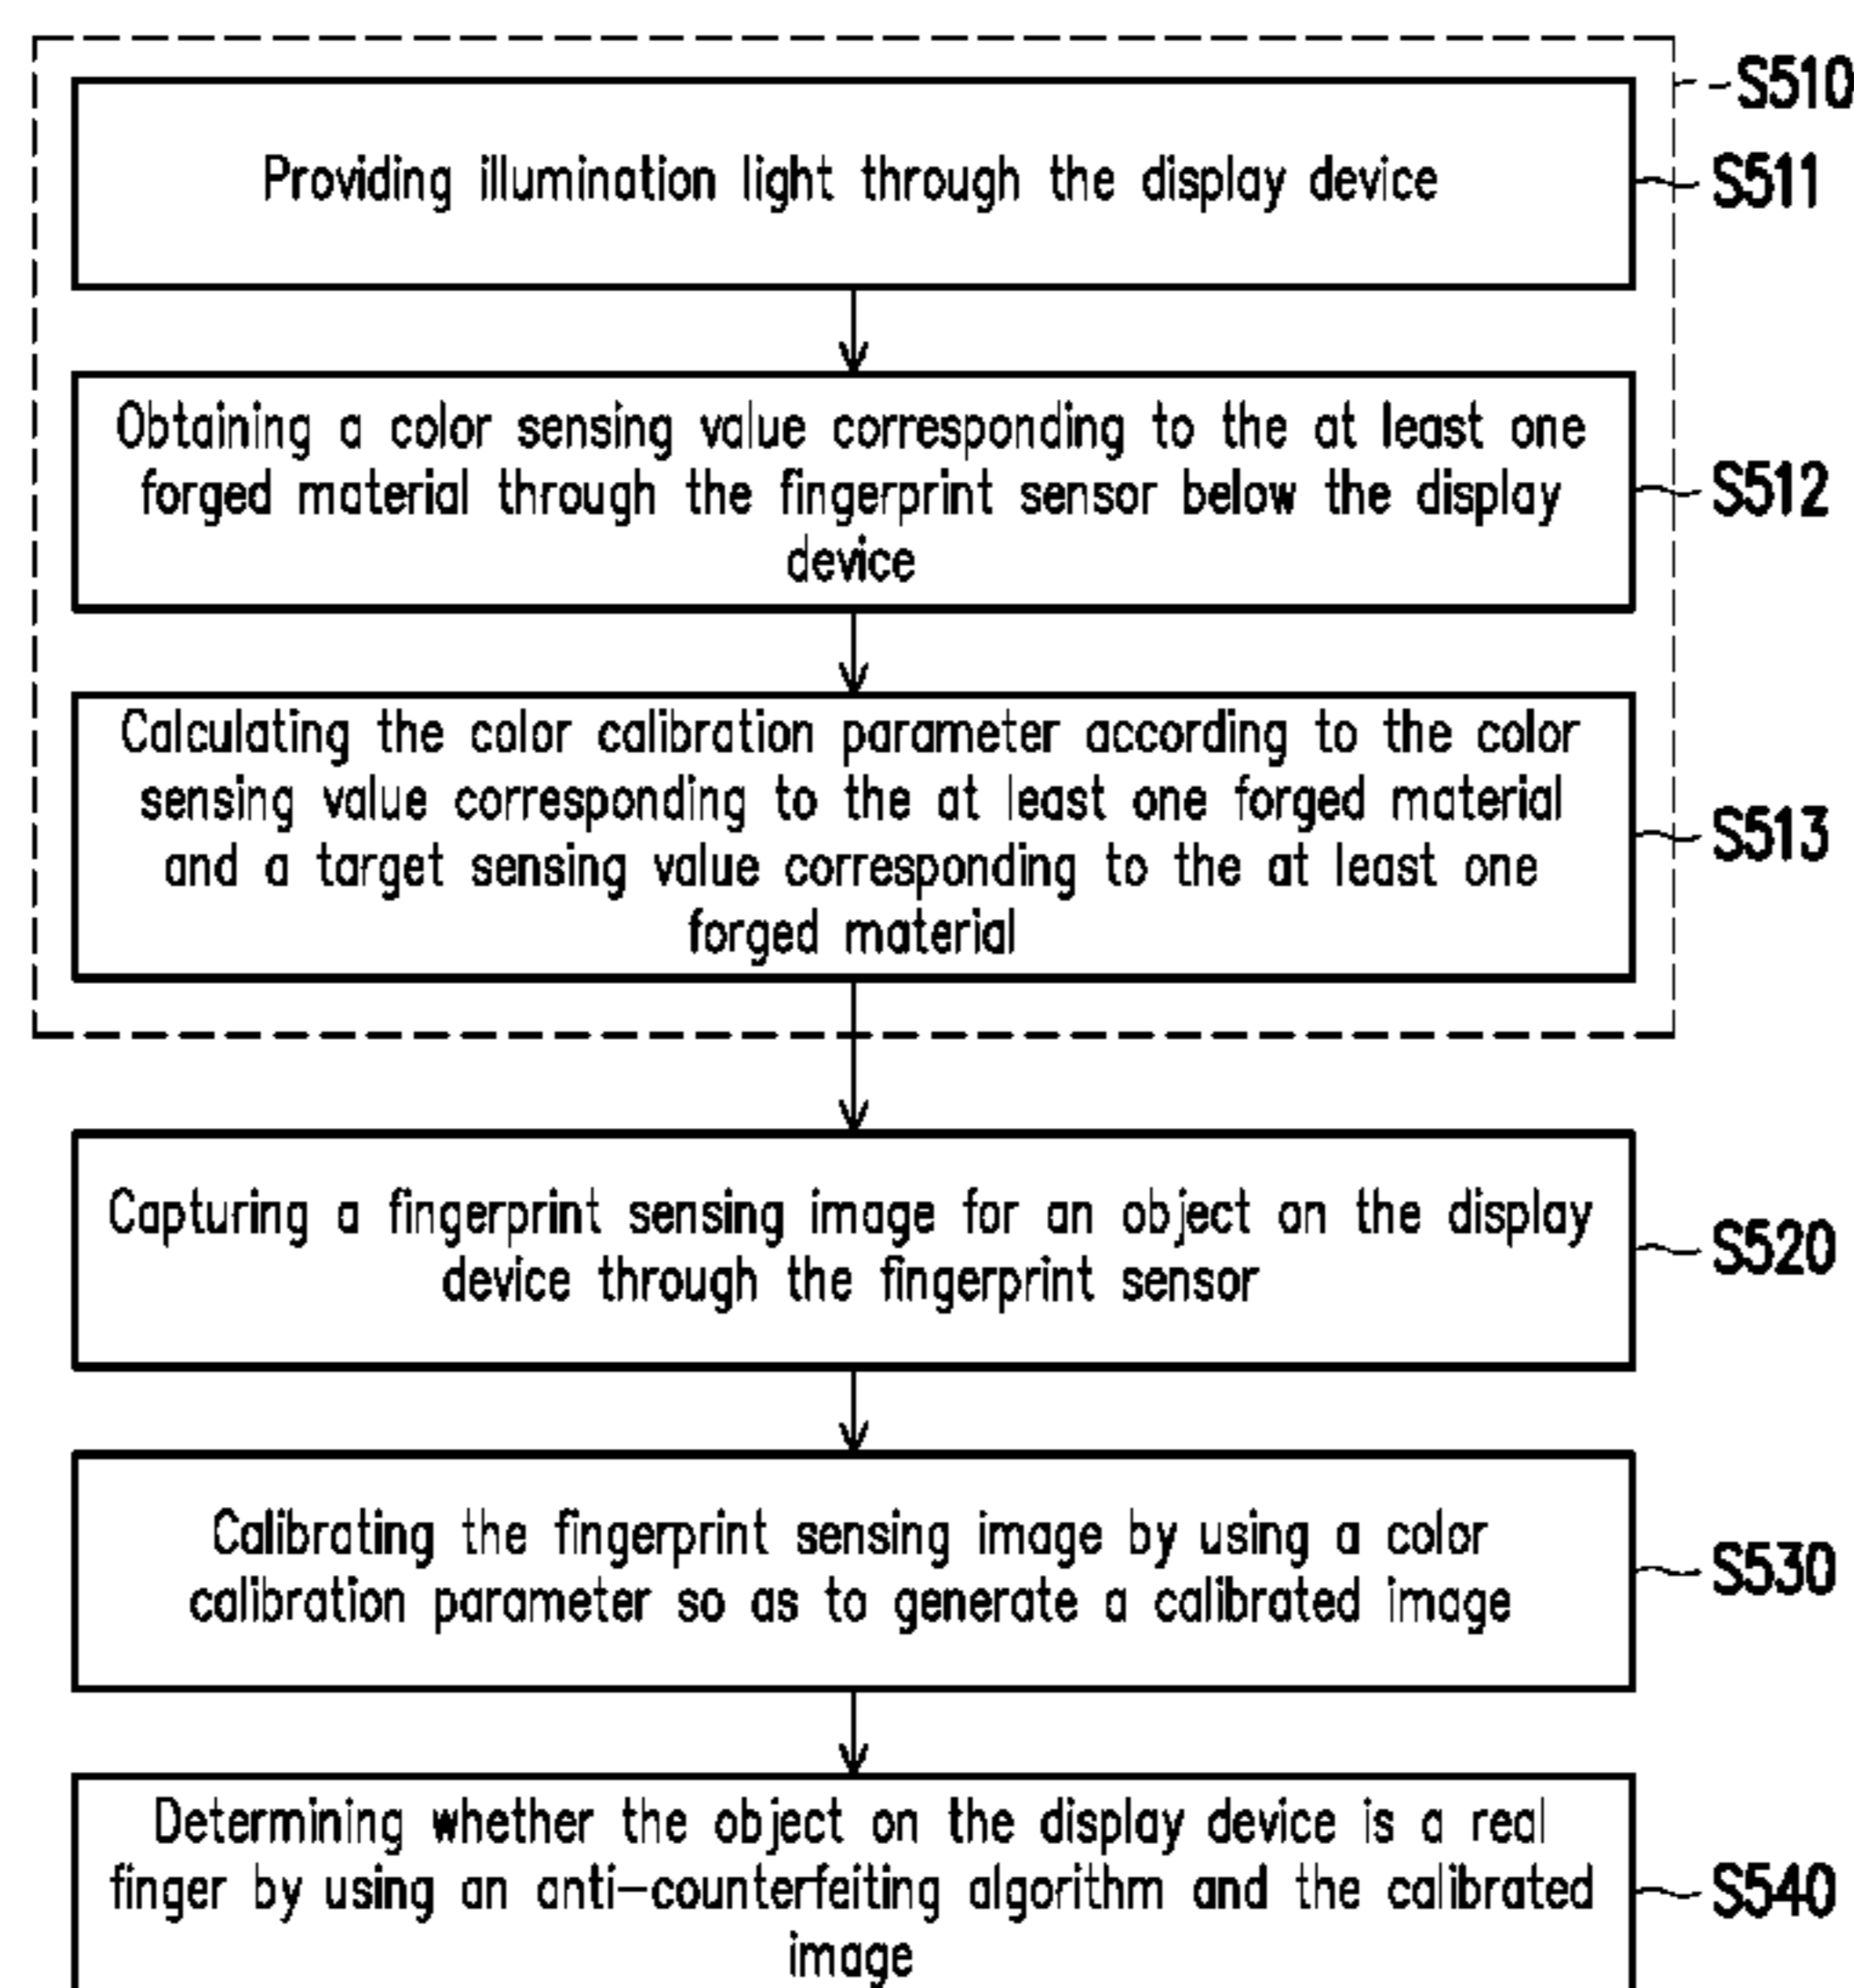 S510
Providing illumination light through the display device
S511
Obtaining a color sensing value corresponding to the at least one
forged material through the fingerprint sensor below the display
device
S512
Calculating the color calibration parameter according to the color
sensing value corresponding to the at least one forged material
and a target sensing value corresponding to the at least one
forged material
S513
Capturing a fingerprint sensing image for an object on the display
device through the fingerprint sensor
S520
Calibrating the fingerprint sensing image by using a color
calibration parameter so as to generate a calibrated image
S530
Determining whether the object on the display device is a real
finger by using an anti-counterfeiting algorithm and the calibrated
image
S540